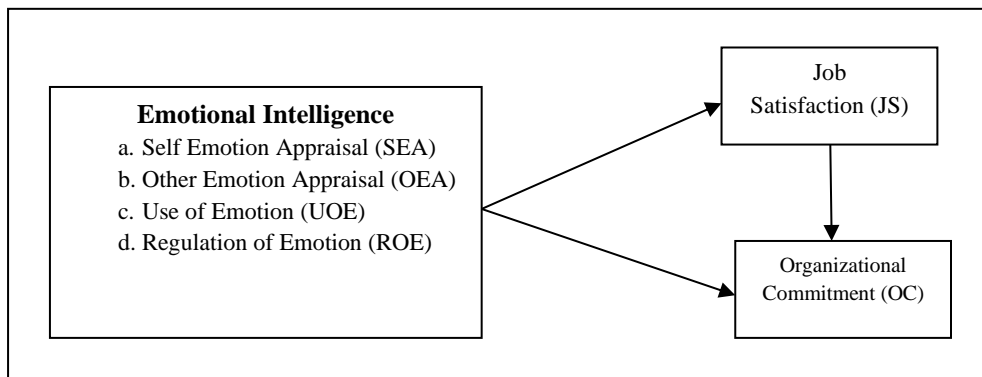 Emotional Intelligence
a. Self Emotion Appraisal (SEA)
b. Other Emotion Appraisal (OEA)
c. Use of Emotion (UOE)
d. Regulation of Emotion (ROE)
Job
Satisfaction (JS)
Organizational
Commitment (OC)